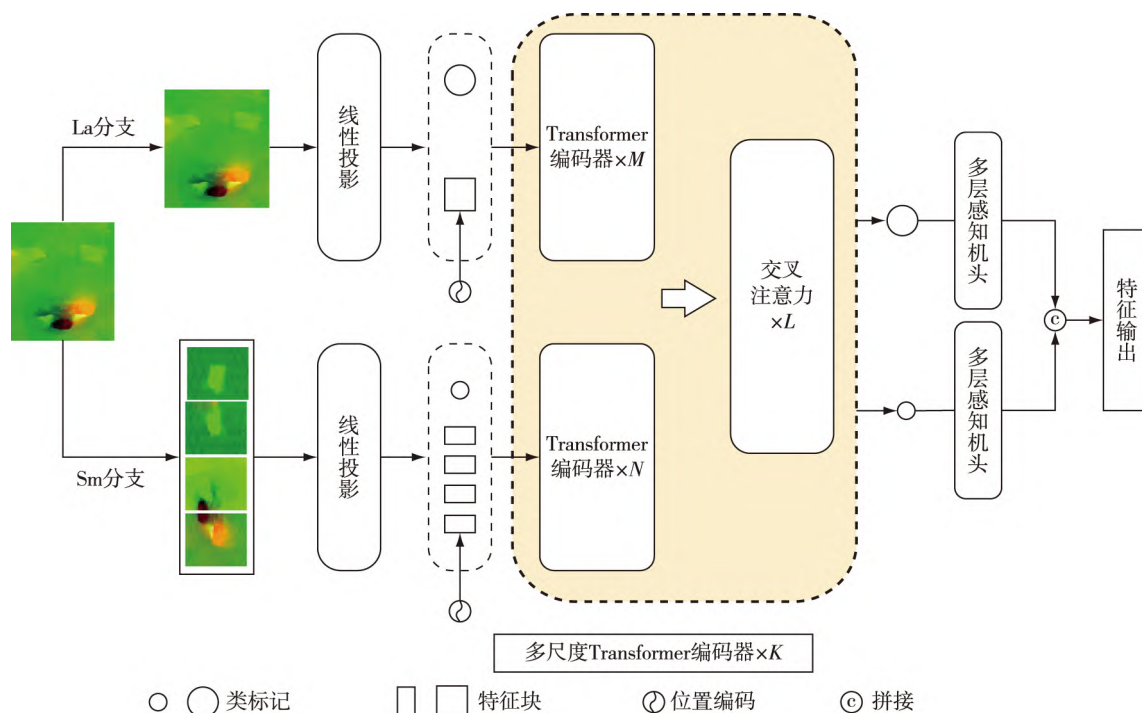 La分支
线性投影
Transformer
编码器×M
交叉
注意力
×L
多层感知机头
c
特征输出
Sm分支
线性投影
Transformer
编码器×N
多层感知机头
多尺度Transformer编码器×K
类标记
特征块
位置编码
c
拼接